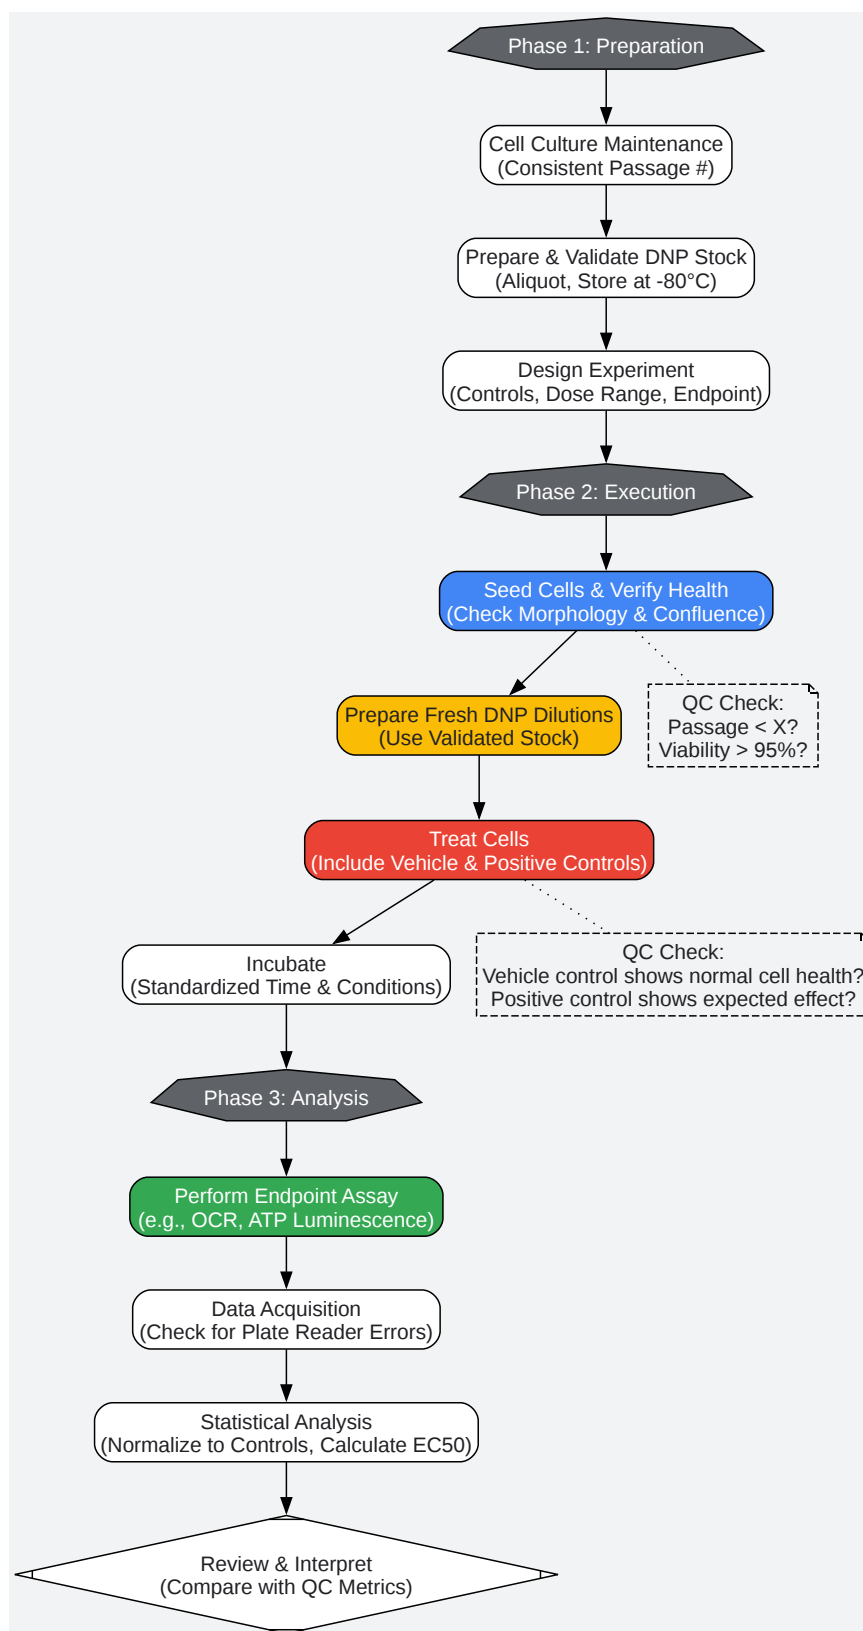 Phase 1: Preparation
Cell Culture Maintenance
(Consistent Passage #)
Prepare & Validate DNP Stock
(Aliquot, Store at -80°C)
Design Experiment
(Controls, Dose Range, Endpoint)
Phase 2: Execution
Seed Cells & Verify Health
(Check Morphology & Confluence)
QC Check:
Passage < X?
Viability > 95%?
Prepare Fresh DNP Dilutions
(Use Validated Stock)
Treat Cells
(Include Vehicle & Positive Controls)
QC Check:
Vehicle control shows normal cell health?
Positive control shows expected effect?
Incubate
(Standardized Time & Conditions)
Phase 3: Analysis
Perform Endpoint Assay
(e.g., OCR, ATP Luminescence)
Data Acquisition
(Check for Plate Reader Errors)
Statistical Analysis
(Normalize to Controls, Calculate EC50)
Review & Interpret
(Compare with QC Metrics)